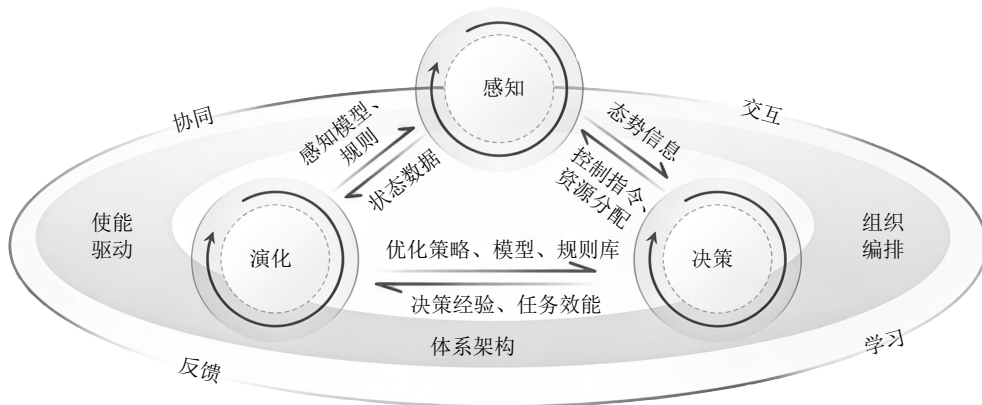 感知
协同
交互
感知模型、
规则
状态数据
态势信息
控制指令、
资源分配
使能
驱动
组织
编排
演化
优化策略、模型、规则库
决策
决策经验、任务效能
体系架构
反馈
学习